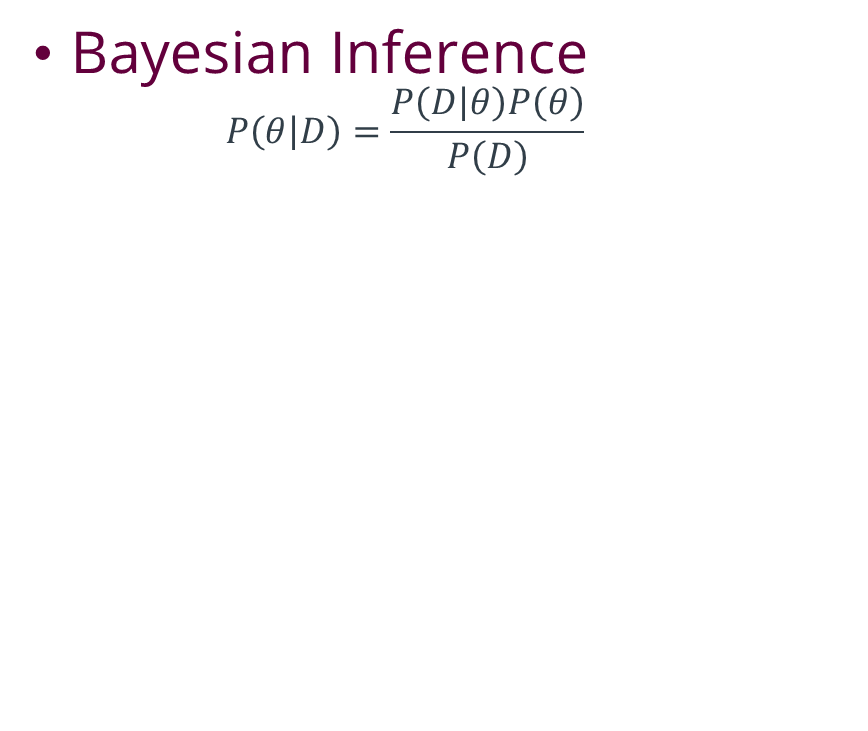 • Bayesian Inference
P(θ|D) = P(D|θ)P(θ) / P(D)